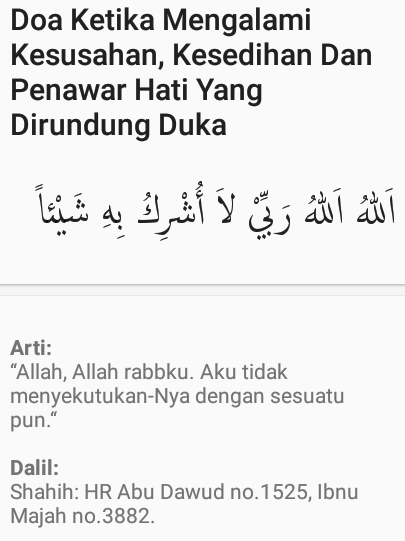 Doa Ketika Mengalami
Kesusahan, Kesedihan Dan
Penawar Hati Yang
Dirundung Duka
اَللهُ اَللهُ رَبِّيْ لاَ أُشْرِكُ بِهِ شَيْئاً
Arti:
“Allah, Allah rabbku. Aku tidak
menyekutukan-Nya dengan sesuatu
pun.“
Dalil:
Shahih: HR Abu Dawud no.1525, Ibnu
Majah no.3882.